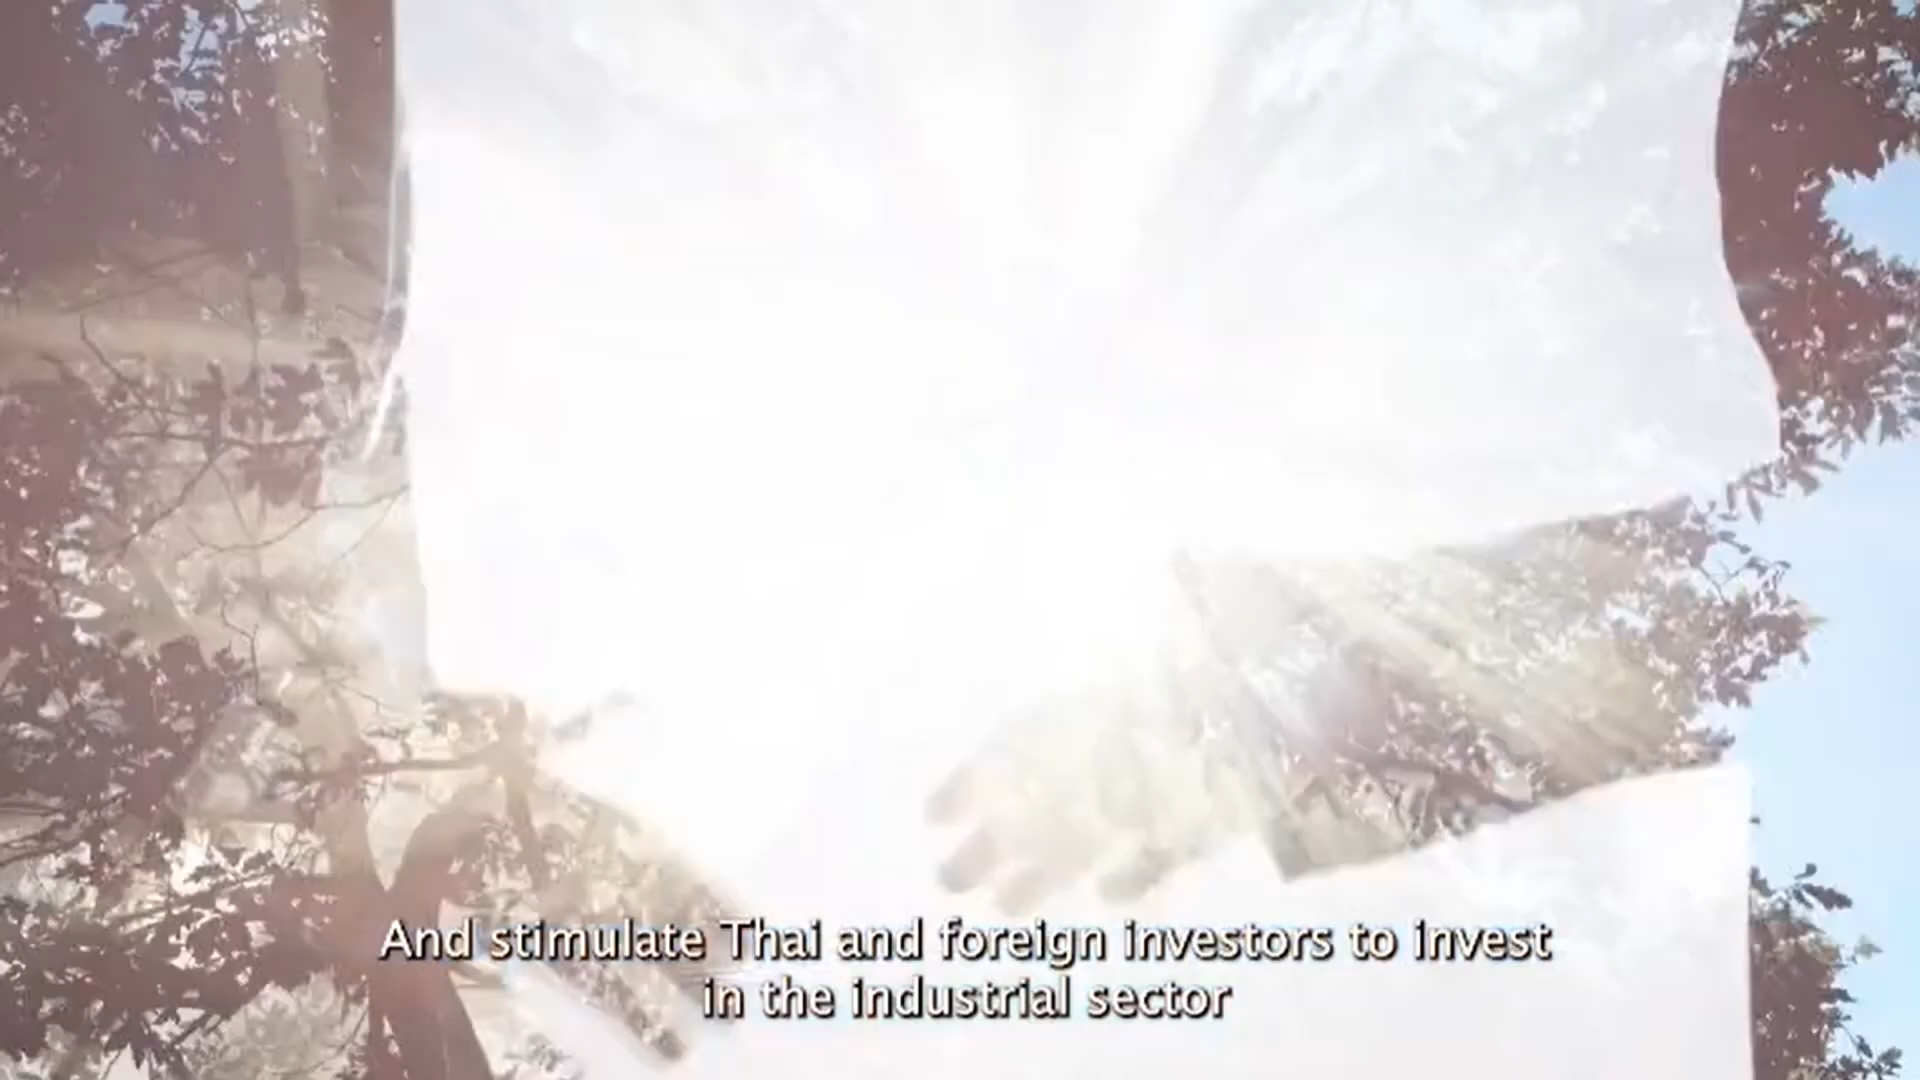 And stimulate Thai and foreign investors to invest
in the industrial sector